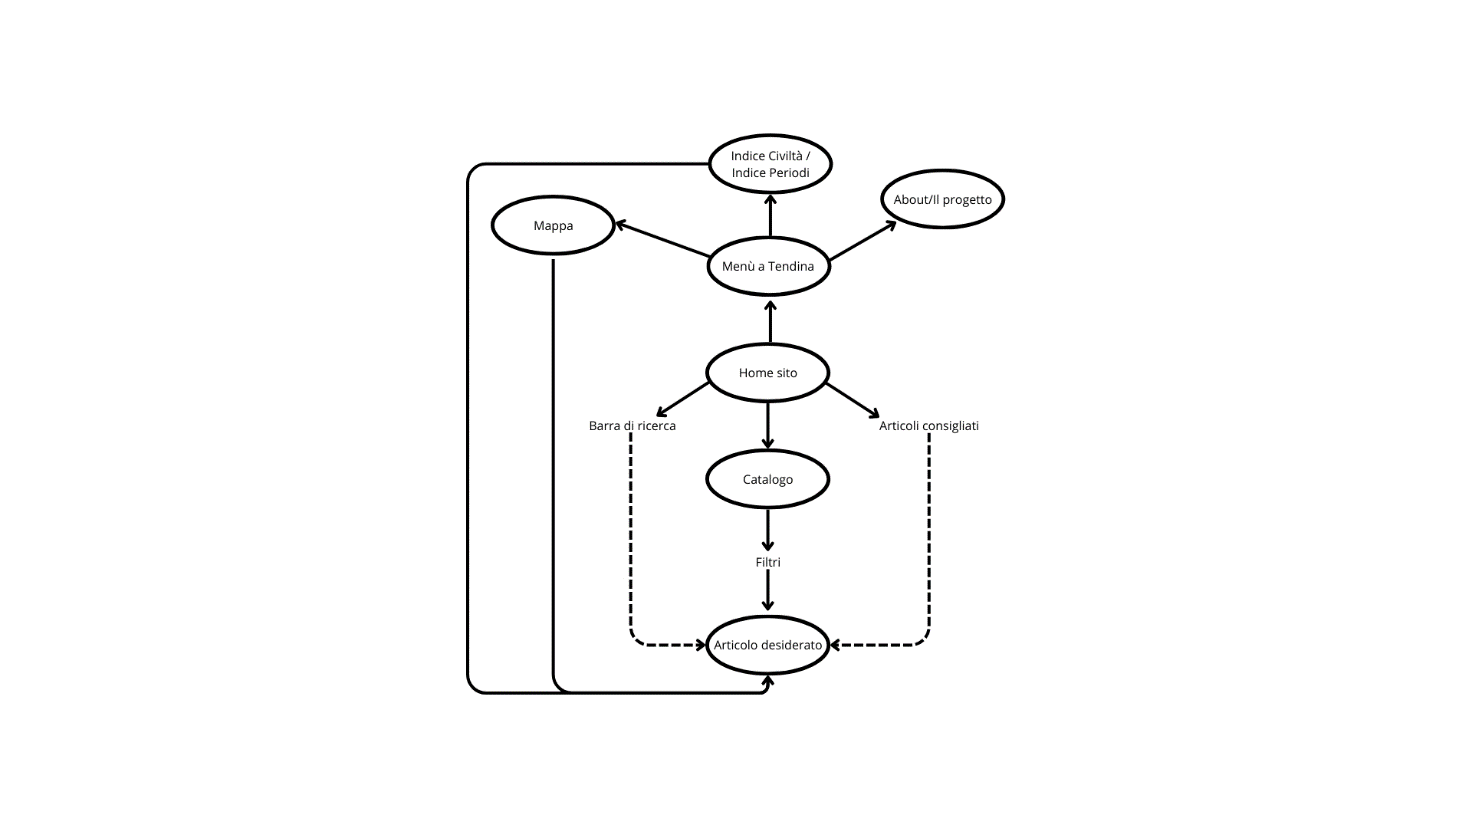 Indice Civiltà /
Indice Periodi
About/Il progetto
Mappa
Menù a Tendina
Home sito
Barra di ricerca
Articoli consigliati
Catalogo
Filtri
Articolo desiderato